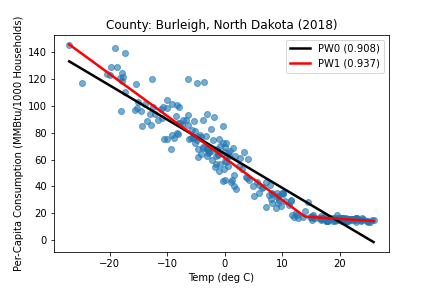 County: Burleigh, North Dakota (2018)
PW0 (0.908)
PW1 (0.937)
Per-Capita Consumption (MMBtu/1000 Households)
140
120
100
80
60
40
20
0
−20
−10
0
10
20
Temp (deg C)